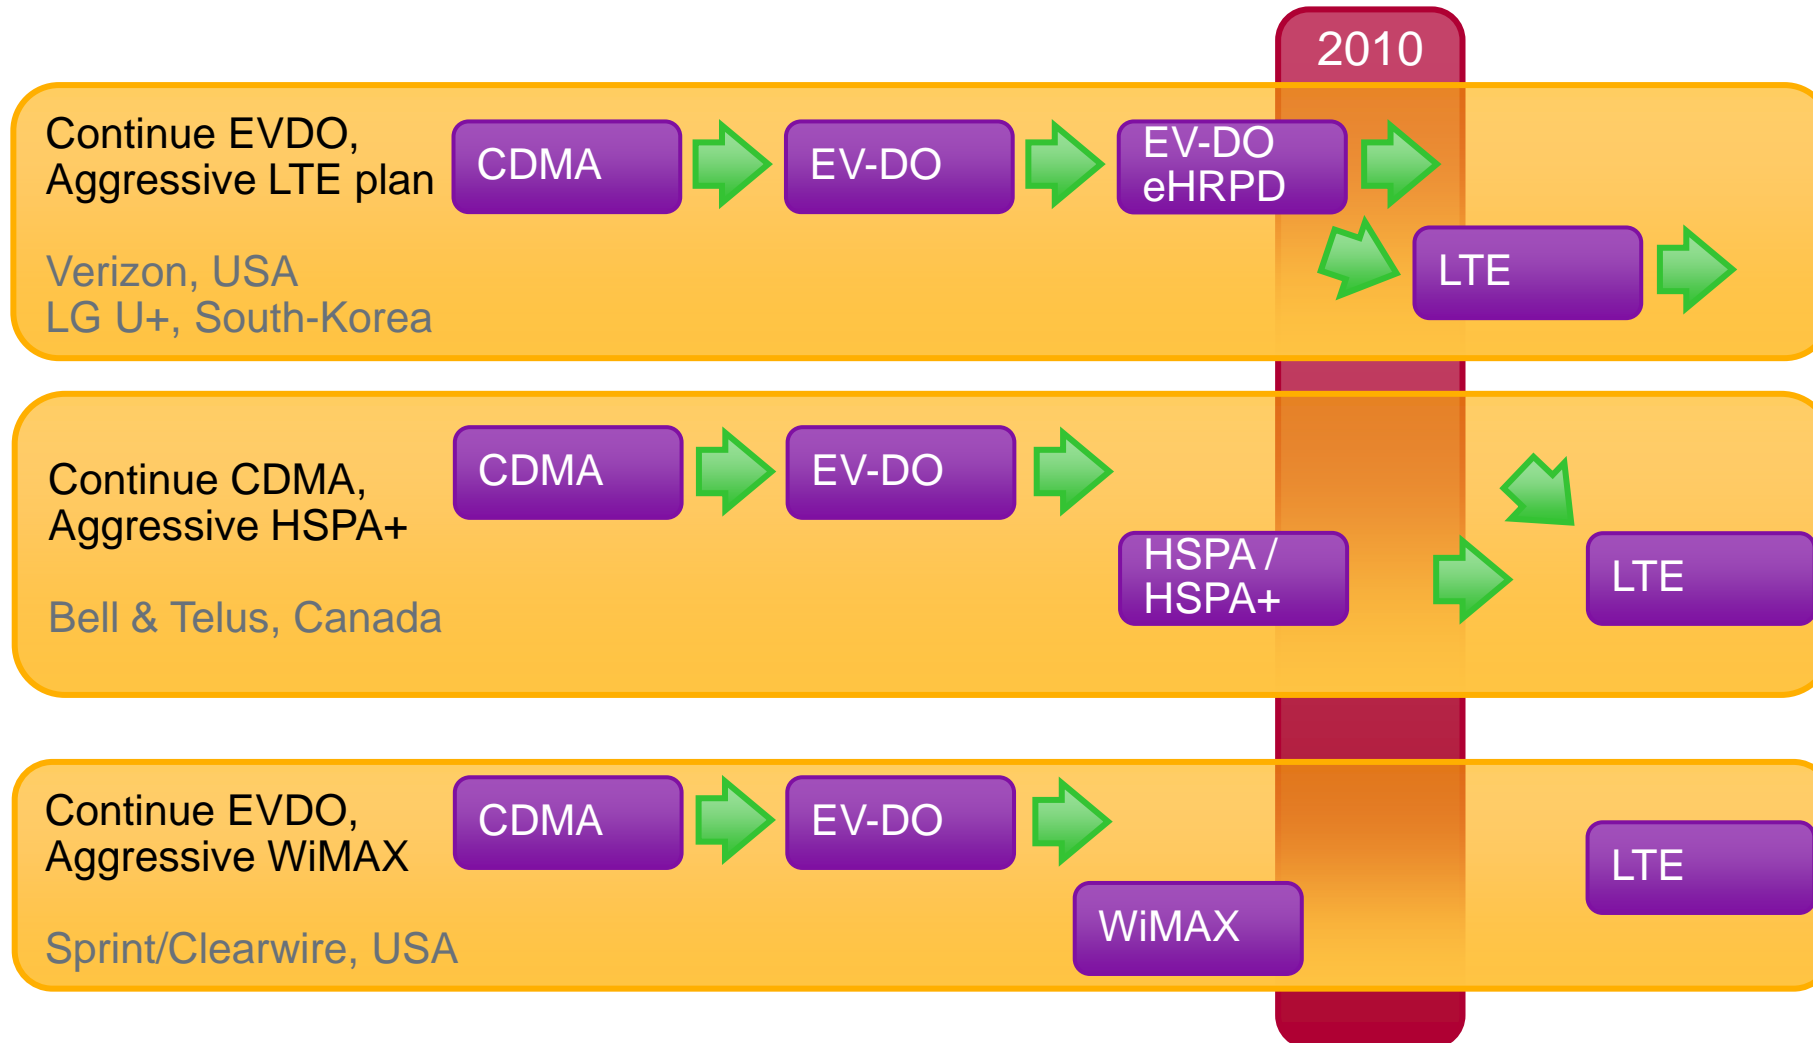 2010
Continue EVDO,
Aggressive LTE plan
Verizon, USA
LG U+, South-Korea
CDMA
EV-DO
EV-DO
eHRPD
LTE
Continue CDMA,
Aggressive HSPA+
Bell & Telus, Canada
CDMA
EV-DO
HSPA /
HSPA+
LTE
Continue EVDO,
Aggressive WiMAX
Sprint/Clearwire, USA
CDMA
EV-DO
WiMAX
LTE